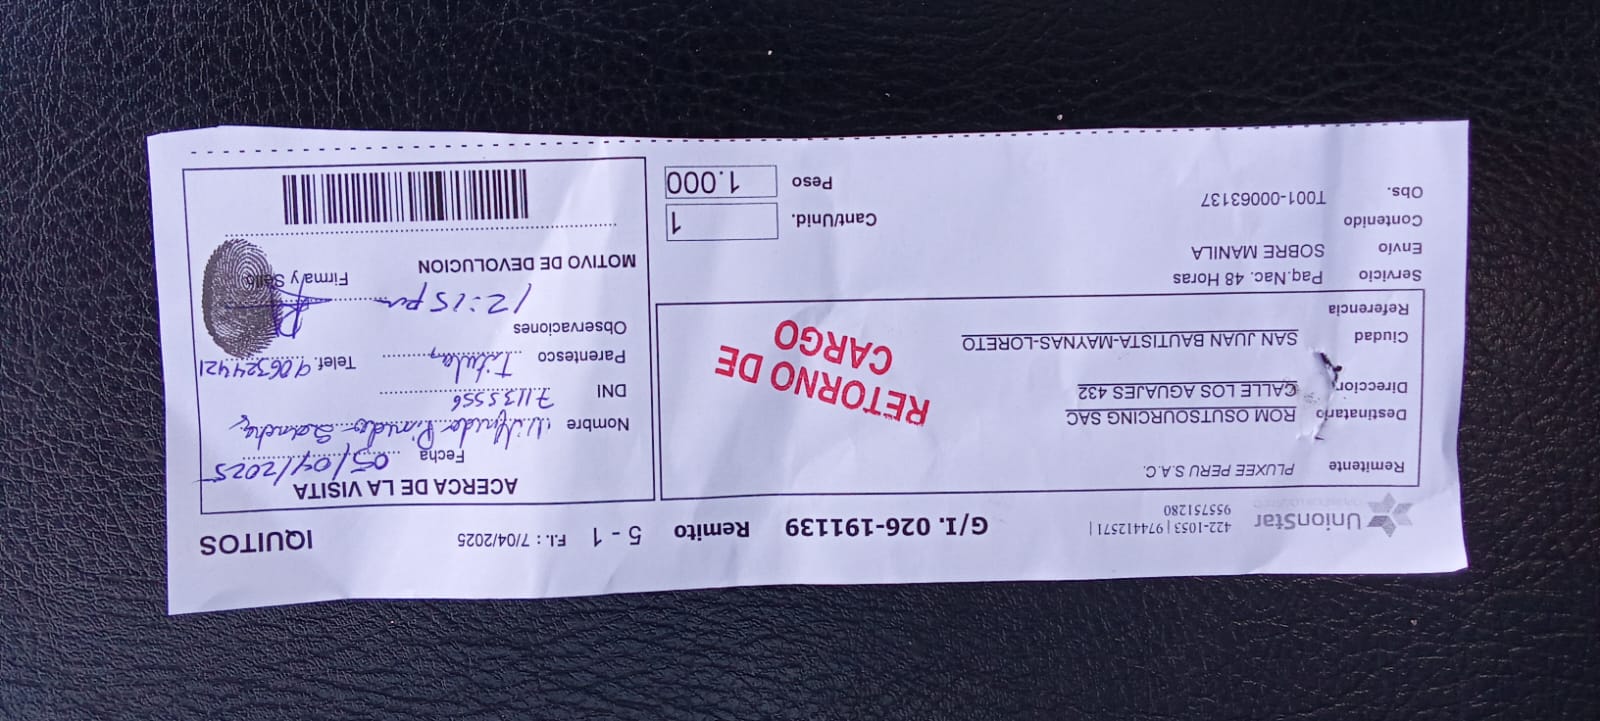 UnionStar
422-1053 | 974412571 |
955751280
G/I. 026-191139 Remito 5 - 1 F.I. : 7/04/2025 IQUITOS
Remitente PLUXEE PERU S.A.C.
Destinatario ROM OSUTSOURCING SAC
Direccion CALLE LOS AGUAJES 432
Ciudad SAN JUAN BAUTISTA-MAYNAS-LORETO
Referencia
RETORNO DE
CARGO
Servicio Paq.Nac. 48 Horas
Envío SOBRE MANILA
Contenido
Obs. T001-00063137
Cant/Unid. 1
Peso 1.000
ACERCA DE LA VISITA
Fecha 05/04/2025
Nombre Wilfredo Sanchez
DNI 71135556
Parentesco Titular Telef. 906324421
Observaciones
12:15 pm
Firma y Sello
MOTIVO DE DEVOLUCION